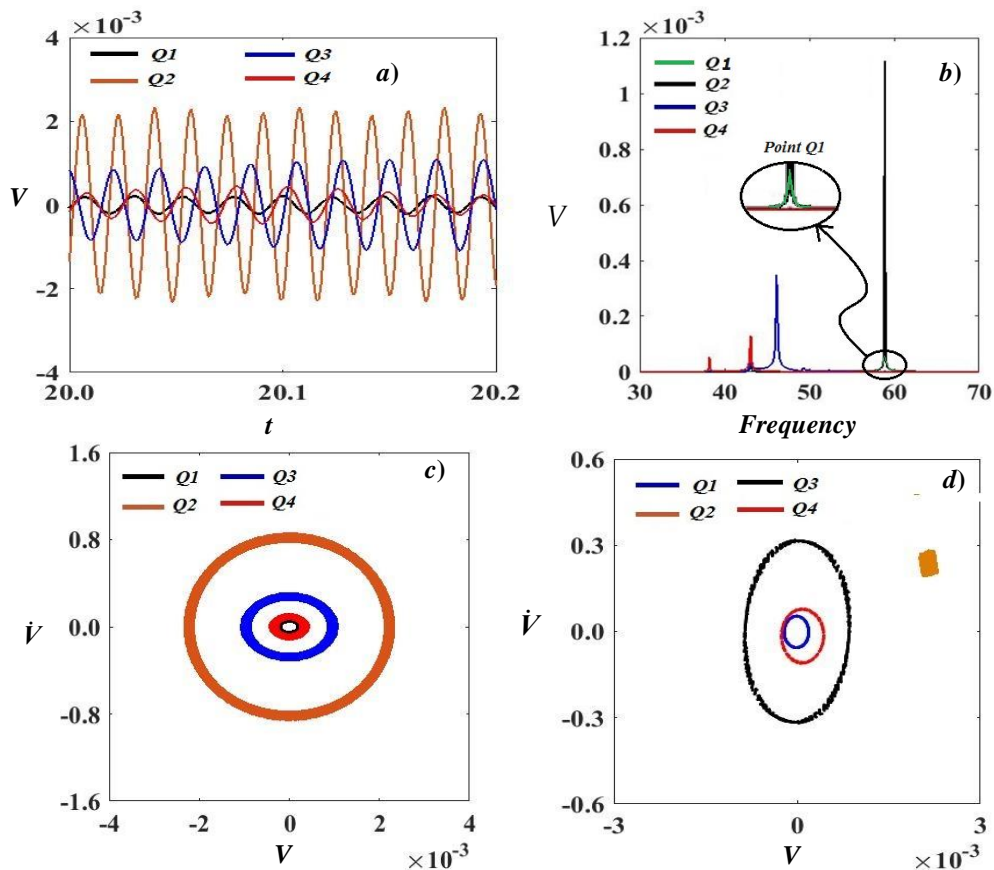 × 10⁻³
4
2
0
-2
-4
V
Q1
Q2
Q3
Q4
a)
20.0
20.1
20.2
t
× 10⁻³
1.2
1
0.8
0.6
0.4
0.2
0
V
Q1
Q2
Q3
Q4
b)
Point Q1
30
40
50
60
70
Frequency
1.6
0.8
0.0
-0.8
-1.6
V̇
Q1
Q2
Q3
Q4
c)
-4
-2
0
2
4
V
×10⁻³
0.6
0.3
0.0
-0.3
-0.6
V̇
Q1
Q2
Q3
Q4
d)
-3
0
3
V
×10⁻³